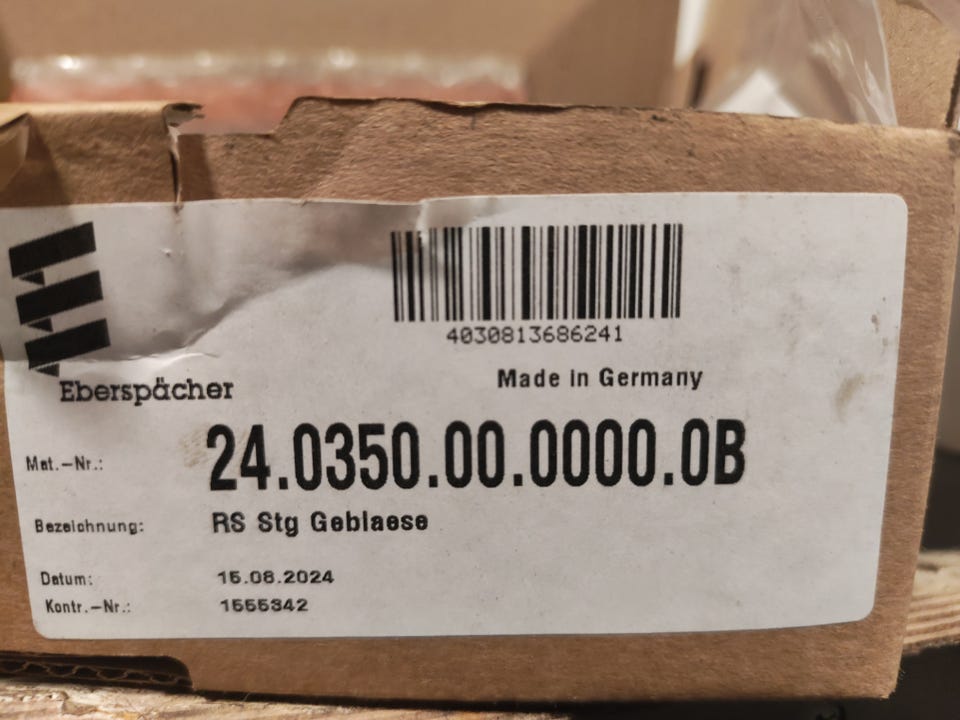 4030813686241
Made in Germany
Eberspächer
Mat.-Nr.: 24.0350.00.0000.0B
Bezeichnung: RS Stg Geblaese
Datum: 15.08.2024
Kontr.-Nr.: 1555342